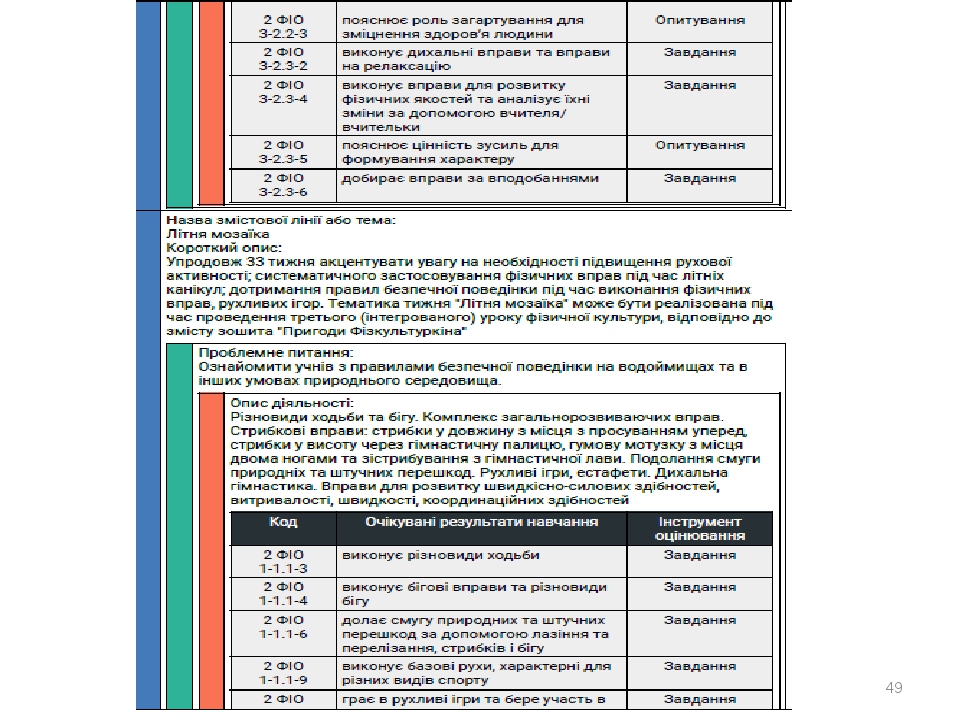 2 ФІО пояснює роль загартування для Опитування
3-2.2-3 зміцнення здоров'я людини
2 ФІО виконує дихальні вправи та вправи Завдання
3-2.3-2 на релаксацію
2 ФІО виконує вправи для розвитку Завдання
3-2.3-4 фізичних якостей та аналізує їхні
зміни за допомогою вчителя/
вчительки
2 ФІО пояснює цінність зусиль для Опитування
3-2.3-5 формування характеру
2 ФІО добирає вправи за вподобаннями Завдання
3-2.3-6
Назва змістової лінії або тема:
Літня мозаїка
Короткий опис:
Упродовж 33 тижня акцентувати увагу на необхідності підвищення рухової
активності; систематичного застосовування фізичних вправ під час літніх
канікул; дотримання правил безпечної поведінки під час виконання фізичних
вправ, рухливих ігор. Тематика тижня "Літня мозаїка" може бути реалізована під
час проведення третього (інтегрованого) уроку фізичної культури, відповідно до
змісту зошита "Пригоди Фізкультуркіна"
Проблемне питання:
Ознайомити учнів з правилами безпечної поведінки на водоймищах та в
інших умовах природнього середовища.
Опис діяльності:
Різновиди ходьби та бігу. Комплекс загальнорозвиваючих вправ.
Стрибкові вправи: стрибки у довжину з місця з просуванням уперед,
стрибки у висоту через гімнастичну палицю, гумову мотузку з місця
двома ногами та зістрибування з гімнастичної лави. Подолання смуги
природніх та штучних перешкод. Рухливі ігри, естафети. Дихальна
гімнастика. Вправи для розвитку швидкісно-силових здібностей,
витривалості, швидкості, координаційних здібностей
Код Очікувані результати навчання Інструмент
оцінювання
2 ФІО виконує різновиди ходьби Завдання
1-1.1-3
2 ФІО виконує бігові вправи та різновиди Завдання
1-1.1-4 бігу
2 ФІО долає смугу природних та штучних Завдання
1-1.1-6 перешкод за допомогою лазіння та
перелізання, стрибків і бігу
2 ФІО виконує базові рухи, характерні для Завдання
1-1.1-9 різних видів спорту
2 ФІО грає в рухливі ігри та бере участь в Завдання
49